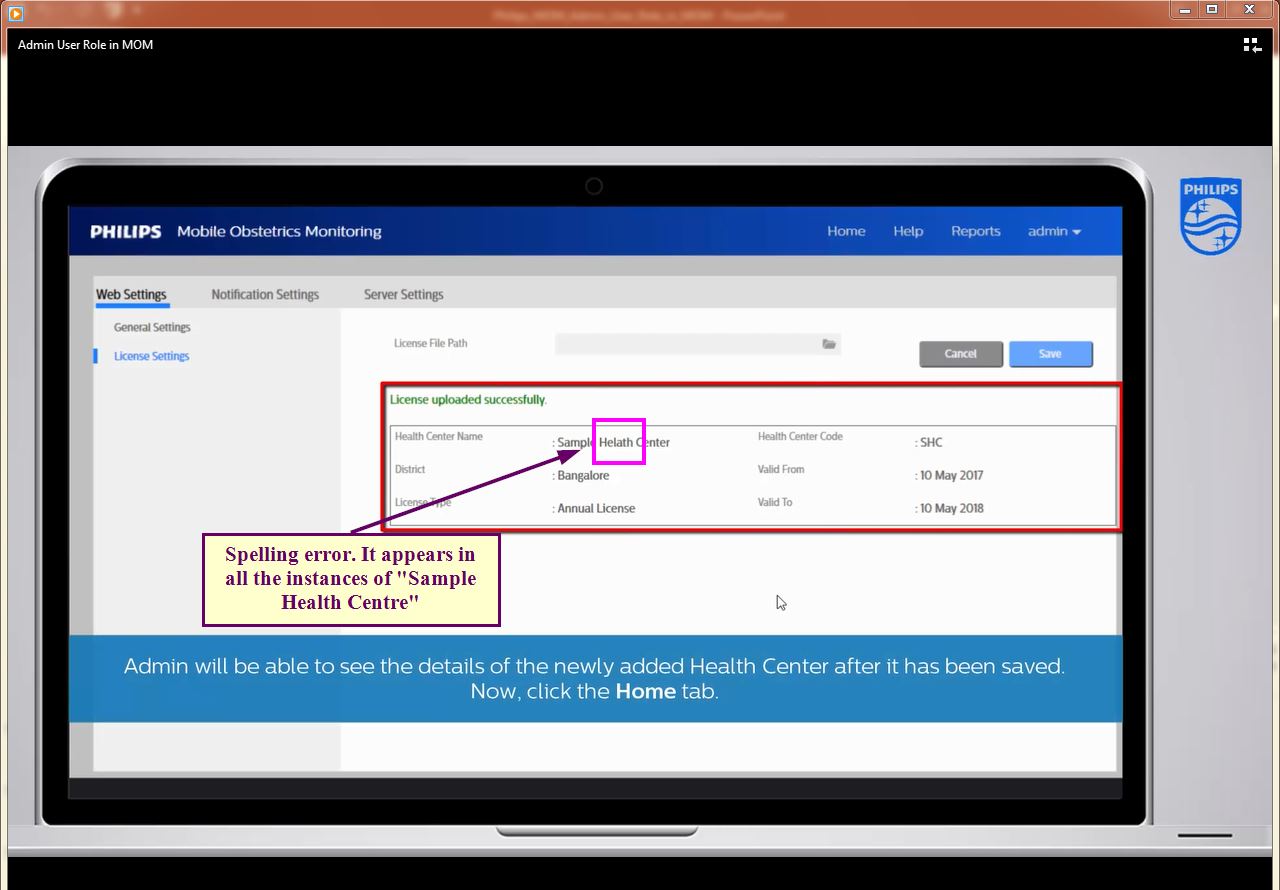 Admin User Role in MOM
PHILIPS
PHILIPS Mobile Obstetrics Monitoring Home Help Reports admin
Web Settings Notification Settings Server Settings
General Settings
License Settings
License File Path
Cancel Save
License uploaded successfully.
Health Center Name : Sample Helath Center Health Center Code : SHC
District : Bangalore Valid From : 10 May 2017
License Type : Annual License Valid To : 10 May 2018
Spelling error. It appears in
all the instances of "Sample
Health Centre"
Admin will be able to see the details of the newly added Health Center after it has been saved.
Now, click the Home tab.